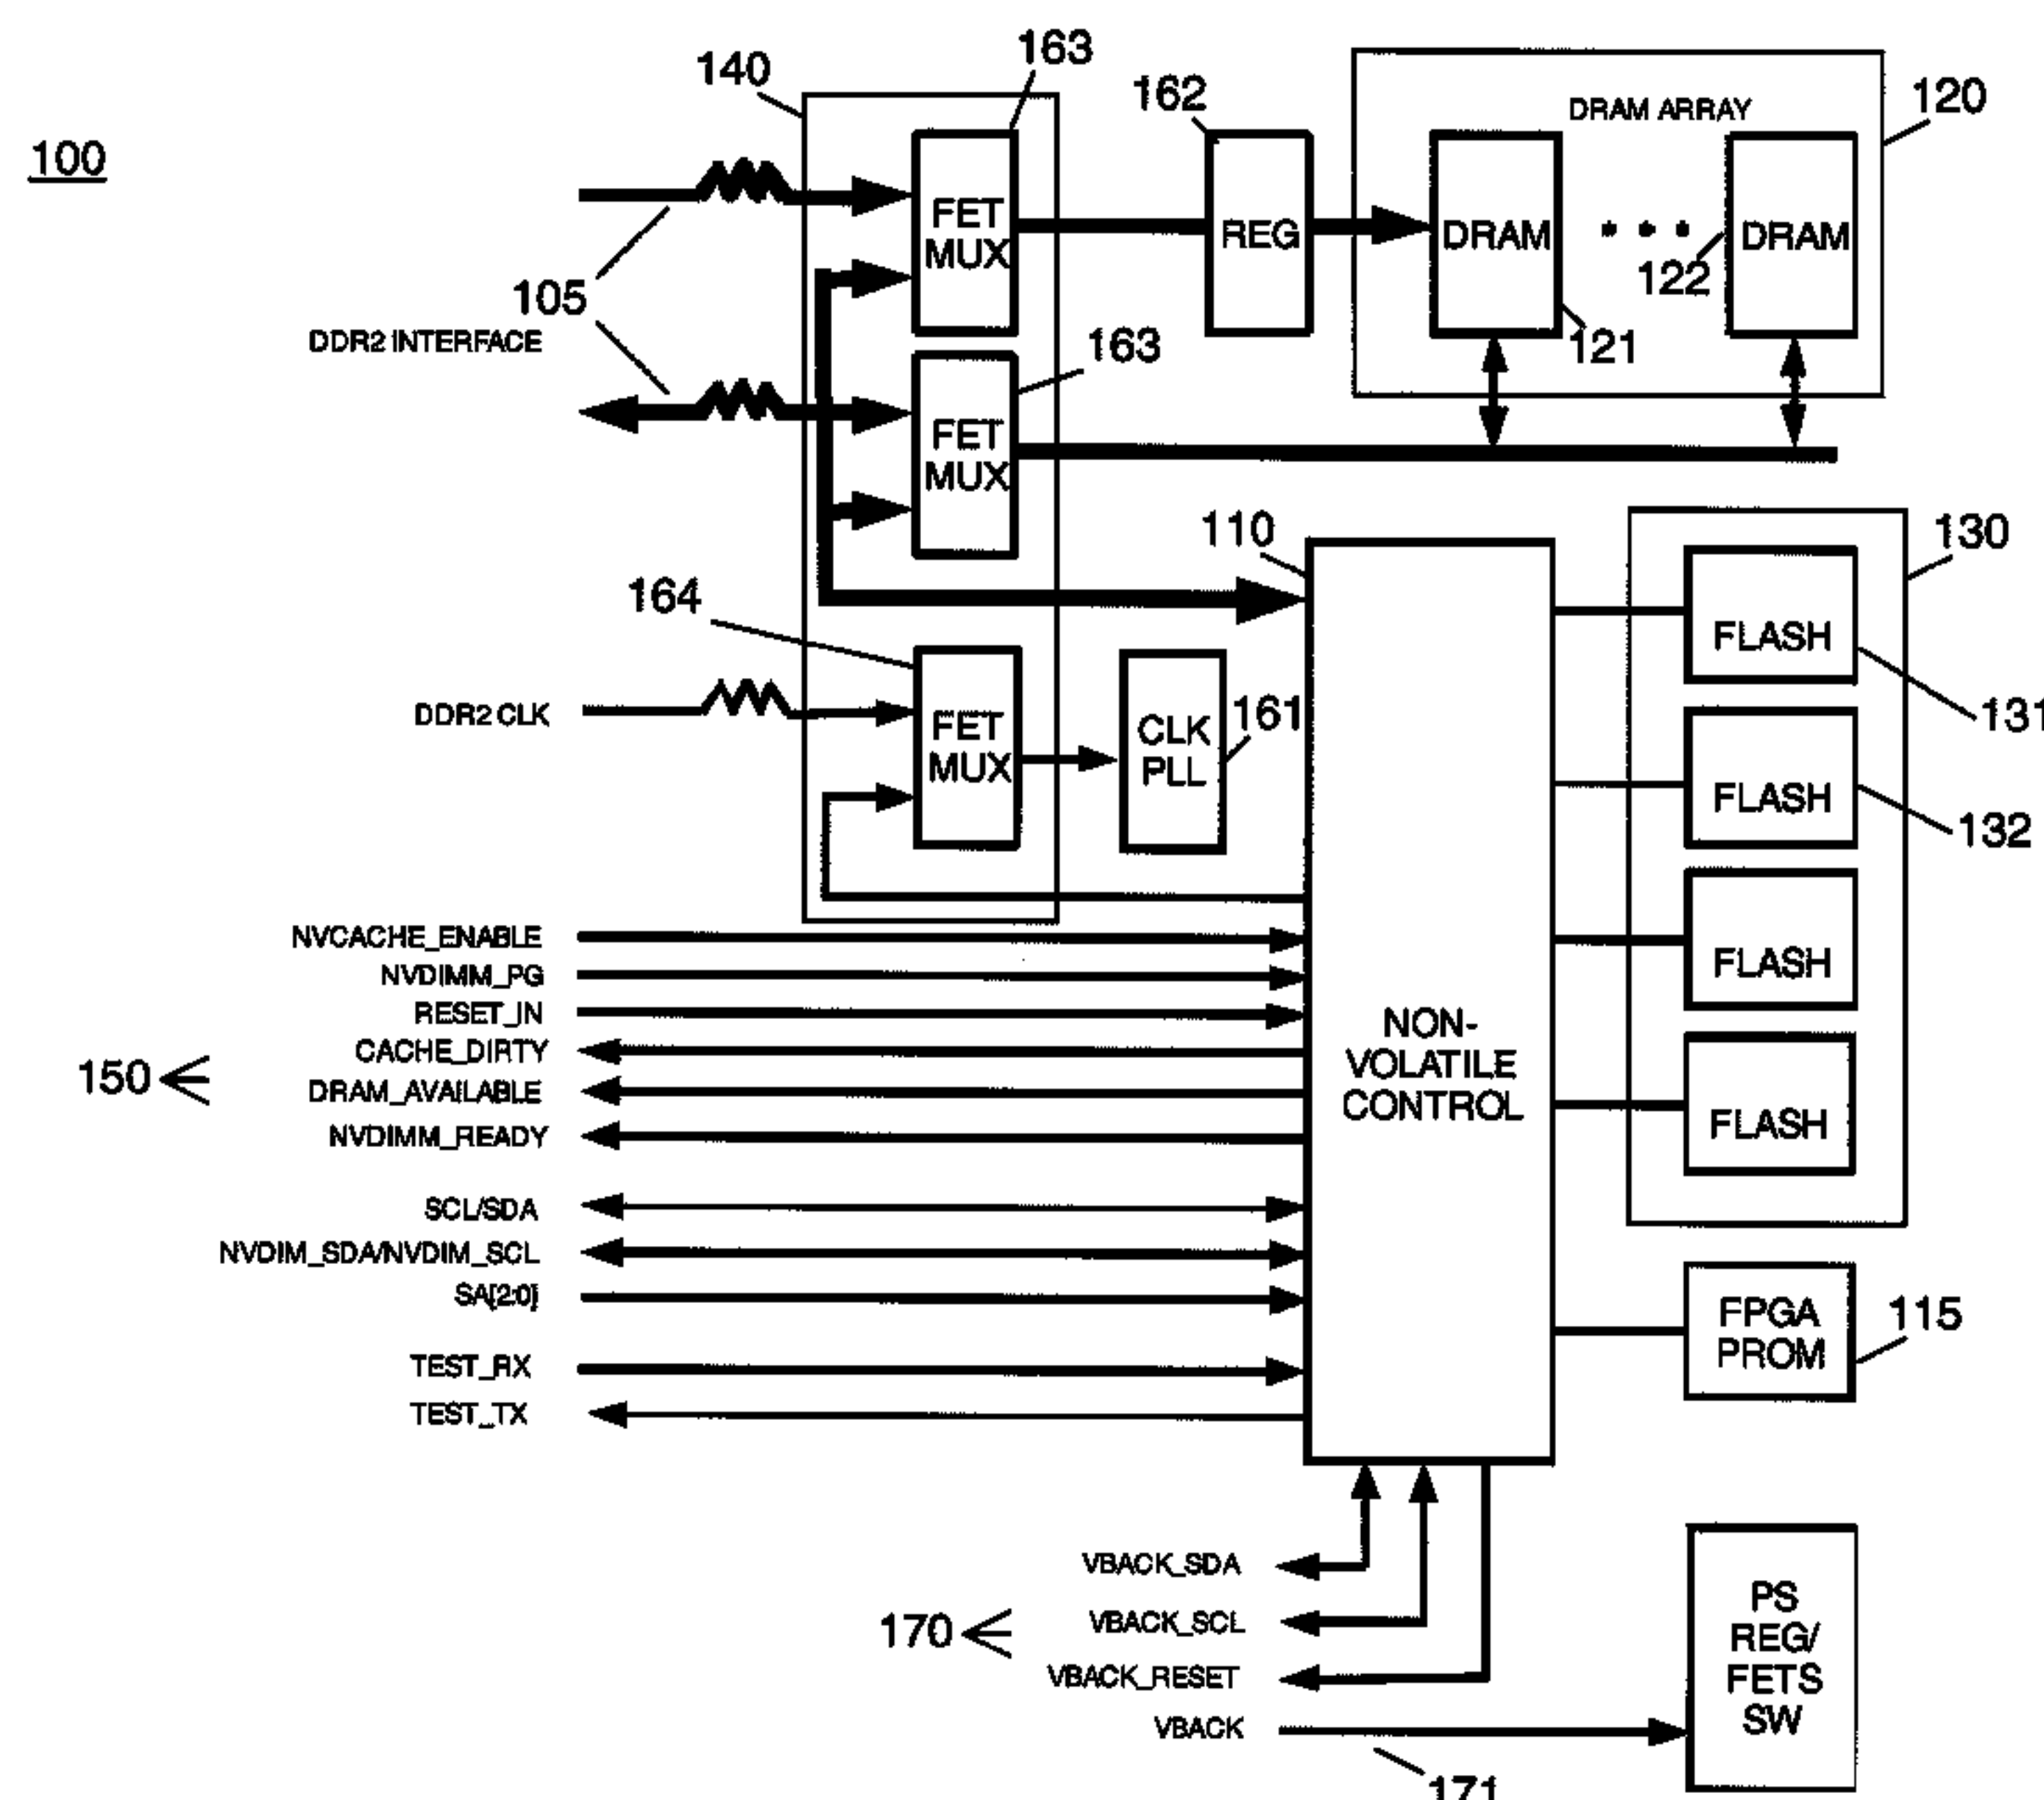 100
140
163
162
DRAM ARRAY
120
FET
MUX
REG
DRAM
DRAM
122
121
105
DDR2 INTERFACE
163
FET
MUX
110
130
164
FLASH
131
DDR2 CLK
FET
MUX
CLK
PLL
161
FLASH
132
NVCACHE_ENABLE
NVDIMM_PG
RESET_IN
CACHE_DIRTY
DRAM_AVAILABLE
NVDIMM_READY
150
NON-
VOLATILE
CONTROL
FLASH
FLASH
SCL/SDA
NVDIM_SDA/NVDIM_SCL
SA[2:0]
TEST_RX
TEST_TX
FPGA
PROM
115
VBACK_SDA
VBACK_SCL
VBACK_RESET
VBACK
170
171
PS
REG/
FETS
SW